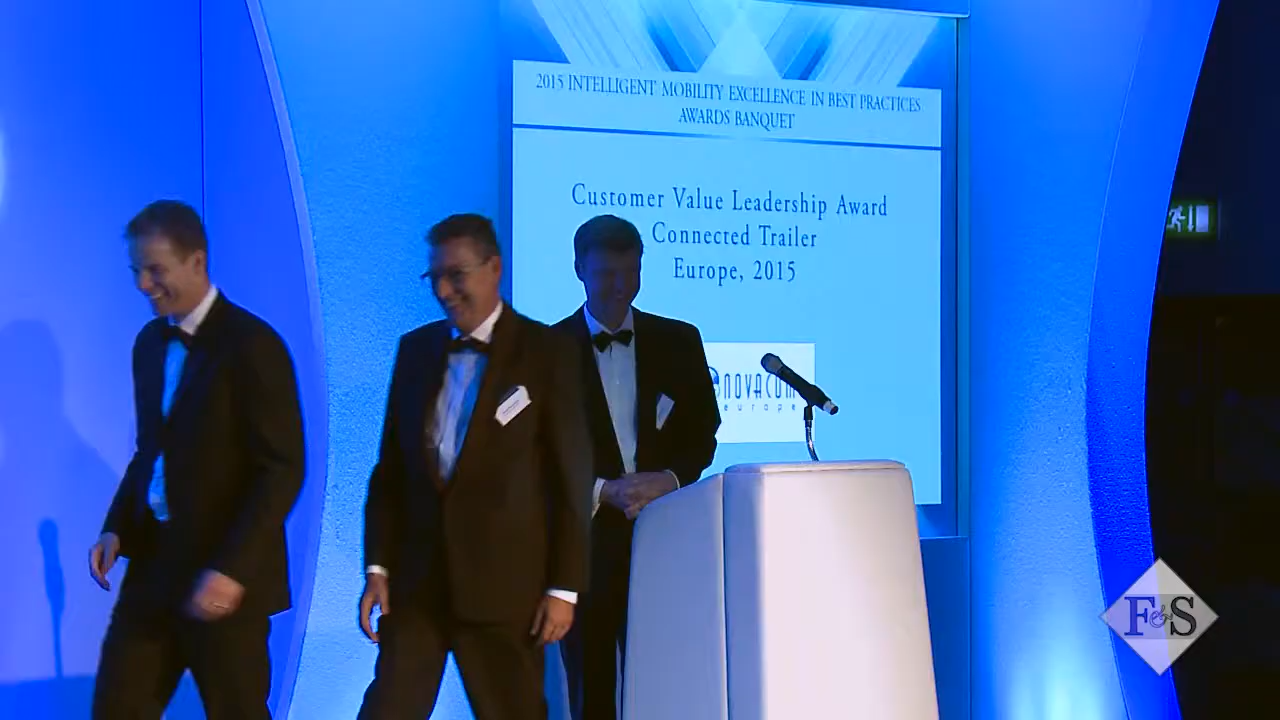 2015 INTELLIGENT MOBILITY EXCELLENCE IN BEST PRACTICES
AWARDS BANQUET
Customer Value Leadership Award
Connected Trailer
Europe, 2015
NOVACOM
europe
F&S